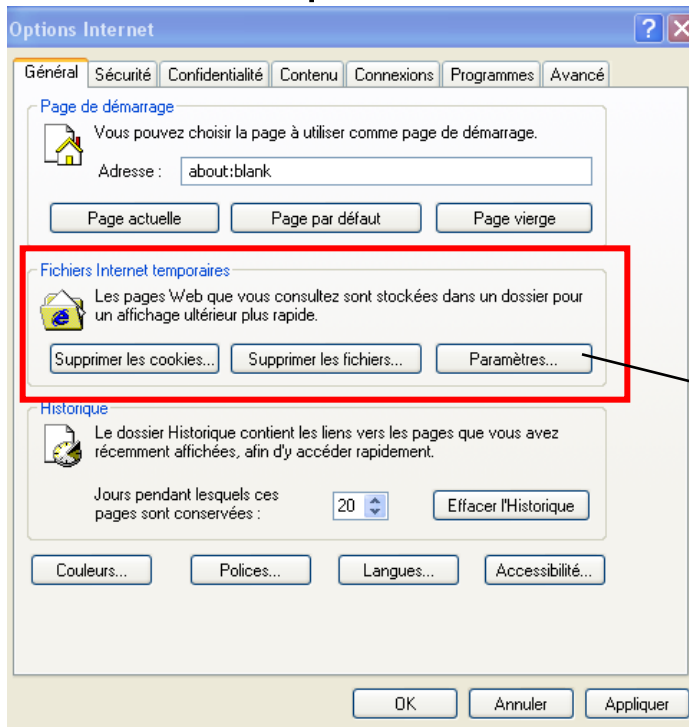 Options Internet
Général Sécurité Confidentialité Contenu Connexions Programmes Avancé
Page de démarrage
Vous pouvez choisir la page à utiliser comme page de démarrage.
Adresse : about:blank
Page actuelle Page par défaut Page vierge
Fichiers Internet temporaires
Les pages Web que vous consultez sont stockées dans un dossier pour
un affichage ultérieur plus rapide.
Supprimer les cookies... Supprimer les fichiers... Paramètres...
Historique
Le dossier Historique contient les liens vers les pages que vous avez
récemment affichées, afin d'y accéder rapidement.
Jours pendant lesquels ces
pages sont conservées : 20 Effacer l'Historique
Couleurs... Polices... Langues... Accessibilité...
OK Annuler Appliquer